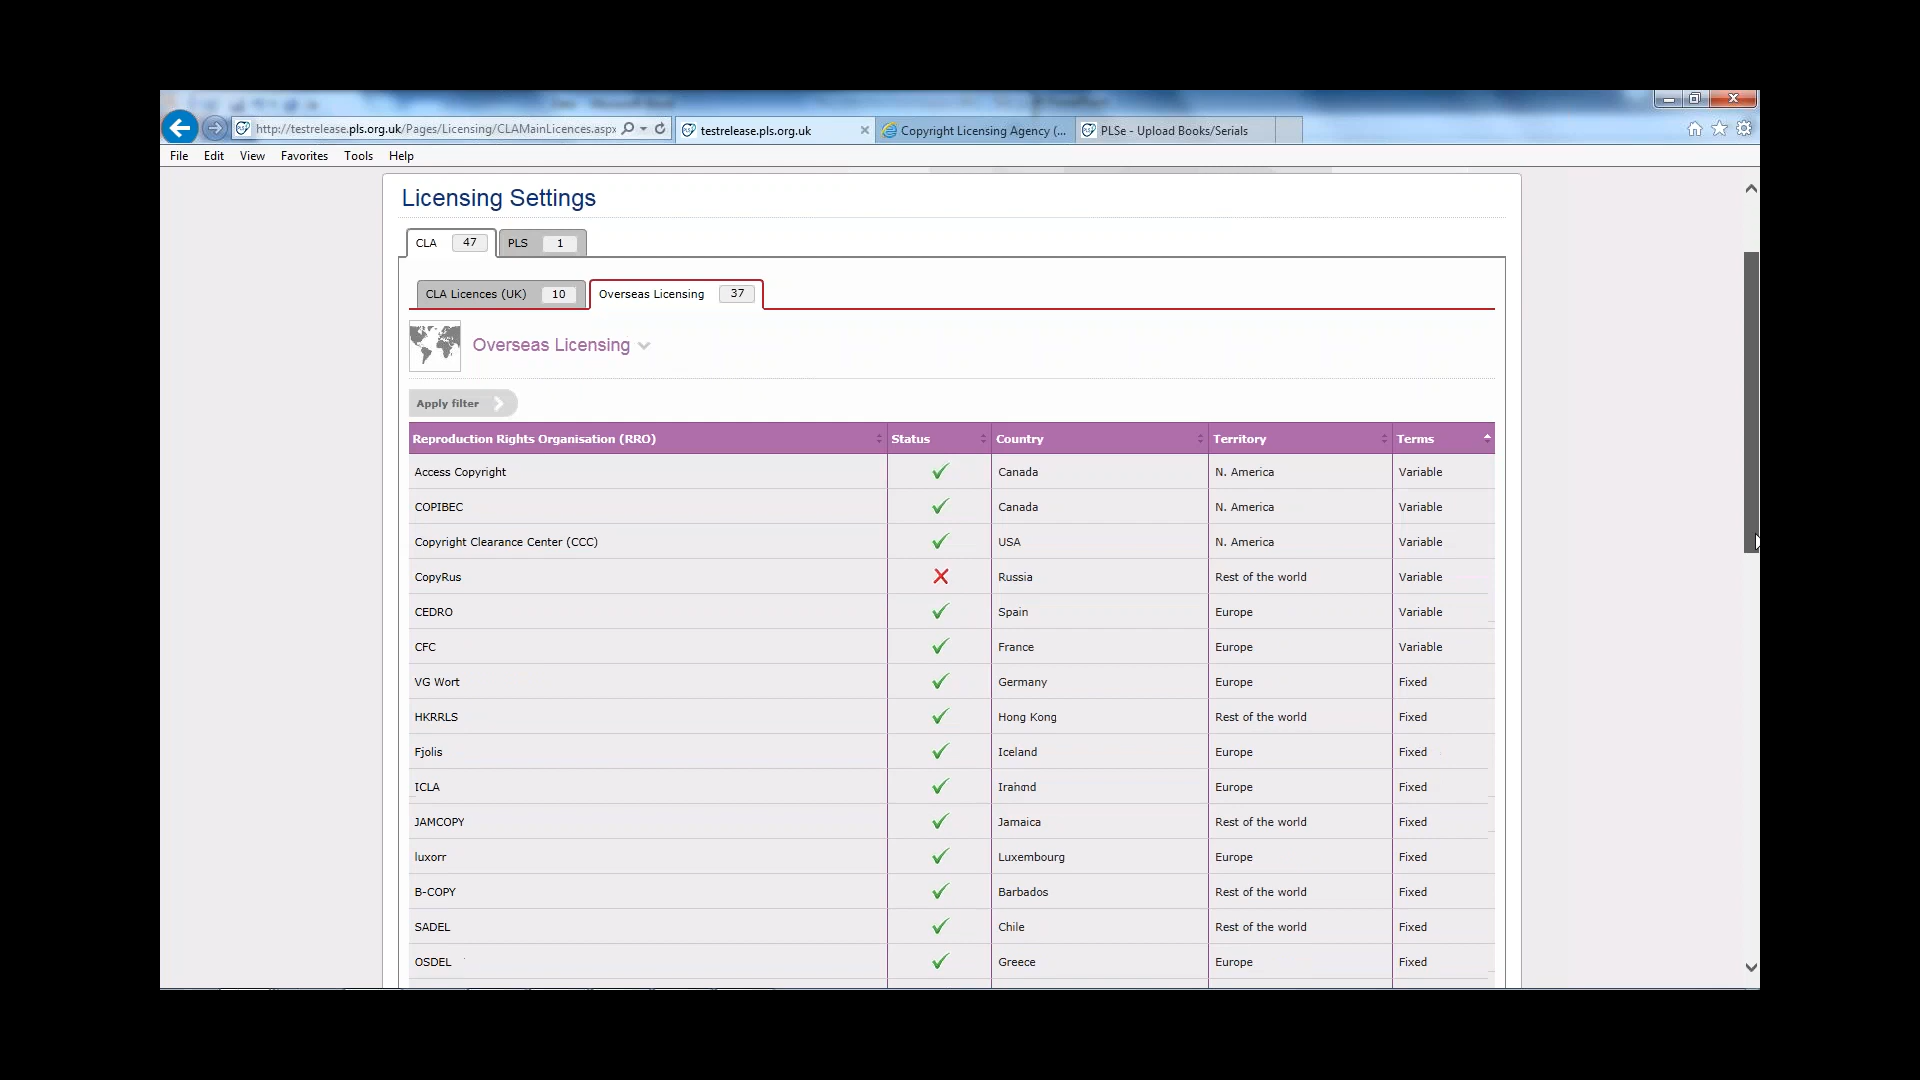 http://testrelease.pls.org.uk/Pages/Licensing/CLAMainLicences.aspx testrelease.pls.org.uk Copyright Licensing Agency (... PLSe - Upload Books/Serials
File Edit View Favorites Tools Help
Licensing Settings
CLA 47 PLS 1
CLA Licences (UK) 10 Overseas Licensing 37
Overseas Licensing
Apply filter
Reproduction Rights Organisation (RRO) Status Country Territory Terms
Access Copyright Canada N. America Variable
COPIBEC Canada N. America Variable
Copyright Clearance Center (CCC) USA N. America Variable
CopyRus Russia Rest of the world Variable
CEDRO Spain Europe Variable
CFC France Europe Variable
VG Wort Germany Europe Fixed
HKRRLS Hong Kong Rest of the world Fixed
Fjolis Iceland Europe Fixed
ICLA Europe Fixed
JAMCOPY Jamaica Rest of the world Fixed
luxorr Luxembourg Europe Fixed
B-COPY Barbados Rest of the world Fixed
SADEL Chile Rest of the world Fixed
OSDEL Greece Europe Fixed